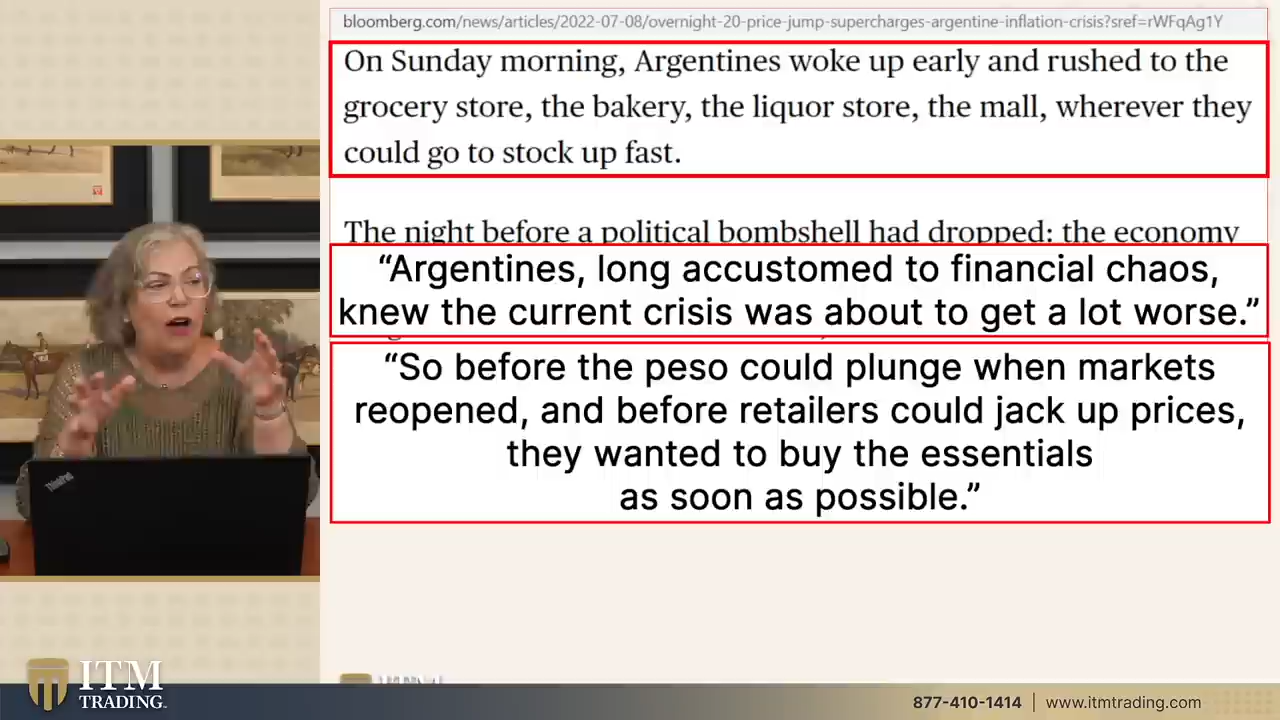 bloomberg.com/news/articles/2022-07-08/overnight-20-price-jump-supercharges-argentine-inflation-crisis?sref=rWFqAg1Y
On Sunday morning, Argentines woke up early and rushed to the
grocery store, the bakery, the liquor store, the mall, wherever they
could go to stock up fast.
The night before a political bombshell had dropped: the economy
“Argentines, long accustomed to financial chaos,
knew the current crisis was about to get a lot worse.”
“So before the peso could plunge when markets
reopened, and before retailers could jack up prices,
they wanted to buy the essentials
as soon as possible.”
ThinkPad
ITM
TRADING
877-410-1414 | www.itmtrading.com